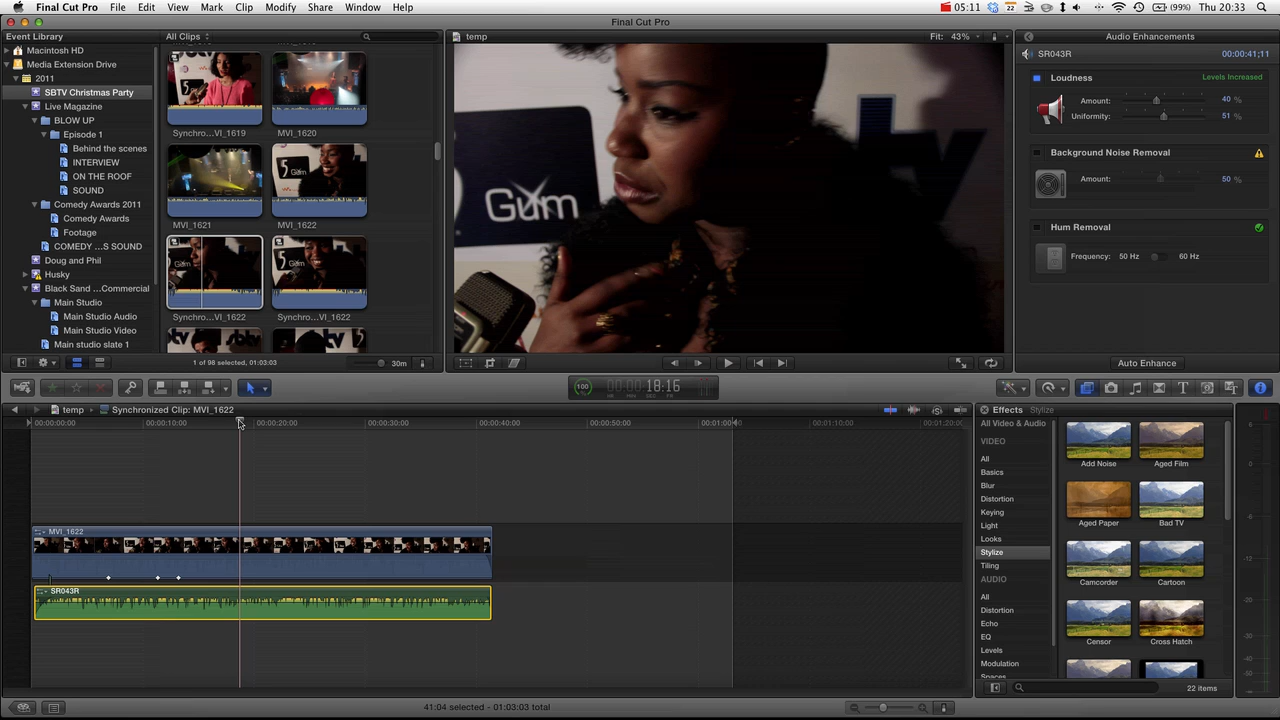 Final Cut Pro File Edit View Mark Clip Modify Share Window Help 05:11 22 (99%) Thu 20:33
Final Cut Pro
Event Library
All Clips
temp
Fit: 43%
Audio Enhancements
Macintosh HD
Media Extension Drive
2011
SBTV Christmas Party
Live Magazine
BLOW UP
Episode 1
Behind the scenes
INTERVIEW
ON THE ROOF
SOUND
Comedy Awards 2011
Comedy Awards
Footage
COMEDY ...S SOUND
Doug and Phil
Husky
Black Sand ...Commercial
Main Studio
Main Studio Audio
Main Studio Video
Main studio slate 1
Synchro...VI_1619
MVI_1620
MVI_1621
MVI_1622
Synchro...VI_1622
Synchro...VI_1622
1 of 98 selected, 01:03:03
30m
5
Gum
SR043R
00:00:41;11
Loudness
Levels Increased
Amount: 40 %
Uniformity: 51 %
Background Noise Removal
Amount: 50 %
Hum Removal
Frequency: 50 Hz 60 Hz
Auto Enhance
100
18:16
temp
Synchronized Clip: MVI_1622
00:00:00:00
00:00:10:00
00:00:20:00
00:00:30:00
00:00:40:00
00:00:50:00
00:01:10:00
MVI_1622
SR043R
Effects
Stylize
All Video & Audio
VIDEO
All
Basics
Blur
Distortion
Keying
Light
Looks
Stylize
Tiling
AUDIO
All
Distortion
Echo
EQ
Levels
Modulation
Spaces
Add Noise
Aged Film
Aged Paper
Bad TV
Camcorder
Cartoon
Censor
Cross Hatch
22 items
6
0
-6
-12
-20
-30
41:04 selected - 01:03:03 total